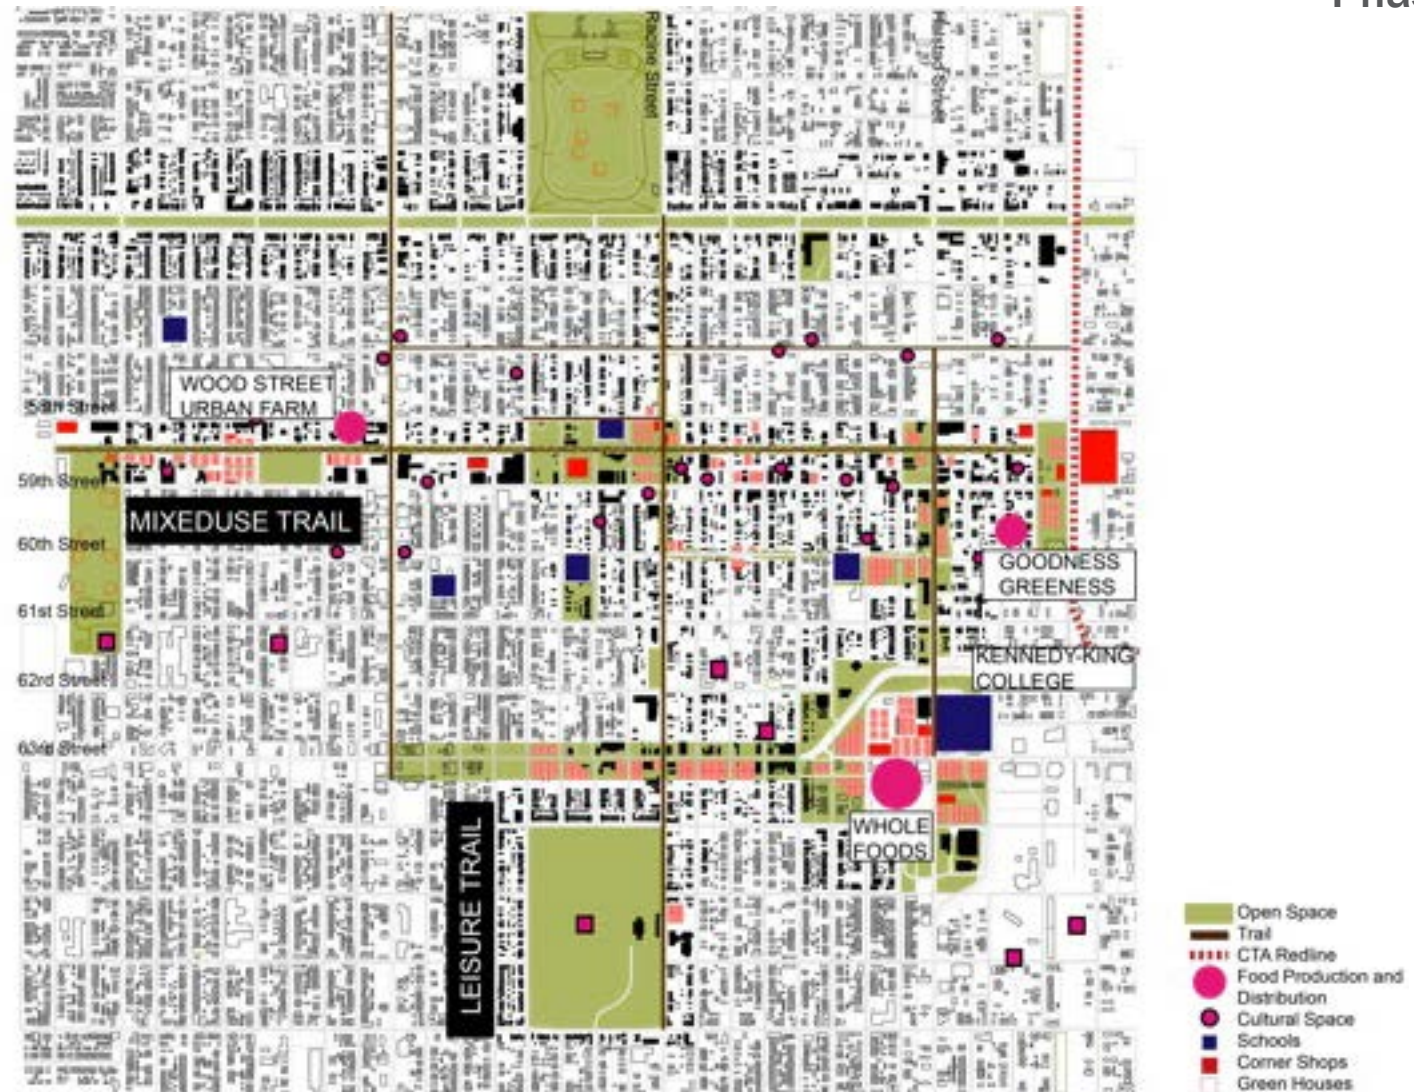 Racine Street
Halsted Street
WOOD STREET
URBAN FARM
58th Street
59th Street
MIXEDUSE TRAIL
60th Street
GOODNESS
GREENESS
61st Street
KENNEDY-KING
COLLEGE
62rd Street
63rd Street
LEISURE TRAIL
WHOLE
FOODS
Open Space
Trail
CTA Redline
Food Production and
Distribution
Cultural Space
Schools
Corner Shops
Green Houses